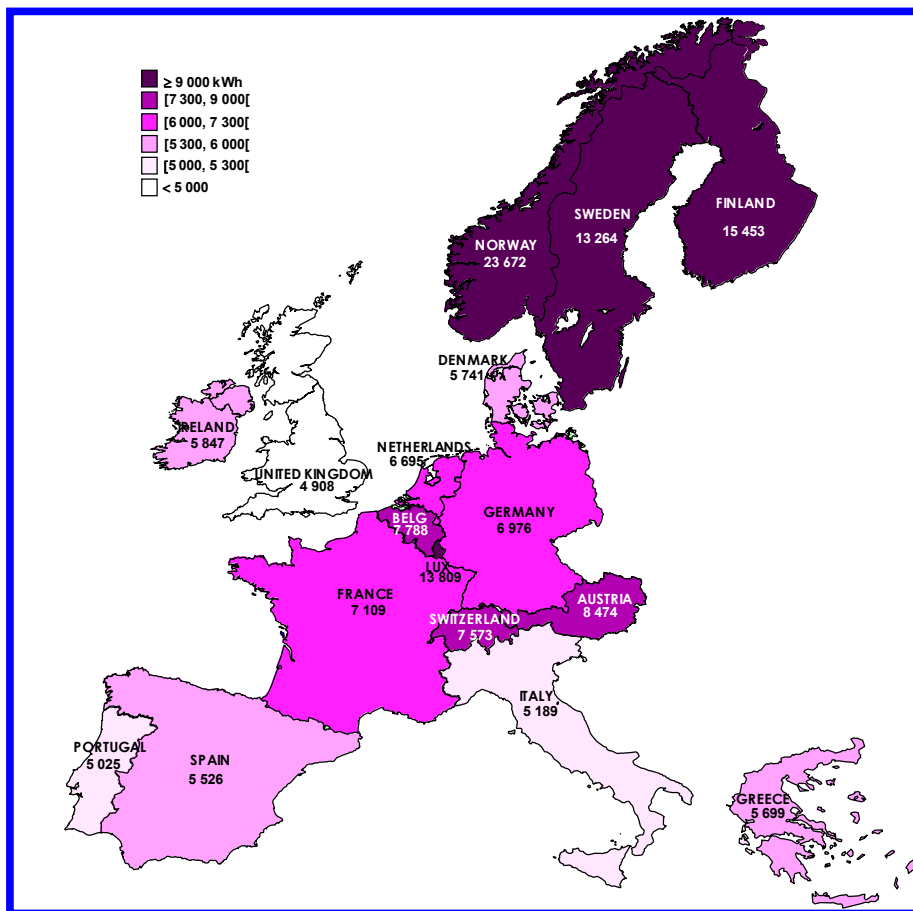 ≥ 9 000 kWh
[7 300, 9 000[
[6 000, 7 300[
[5 300, 6 000[
[5 000, 5 300[
< 5 000
FINLAND
15 453
SWEDEN
13 264
NORWAY
23 672
DENMARK
5 741
IRELAND
5 847
NETHERLANDS
6 695
UNITED KINGDOM
4 908
GERMANY
6 976
BELG
7 788
LUX
13 809
FRANCE
7 109
AUSTRIA
8 474
SWITZERLAND
7 573
ITALY
5 189
PORTUGAL
5 025
SPAIN
5 526
GREECE
5 699